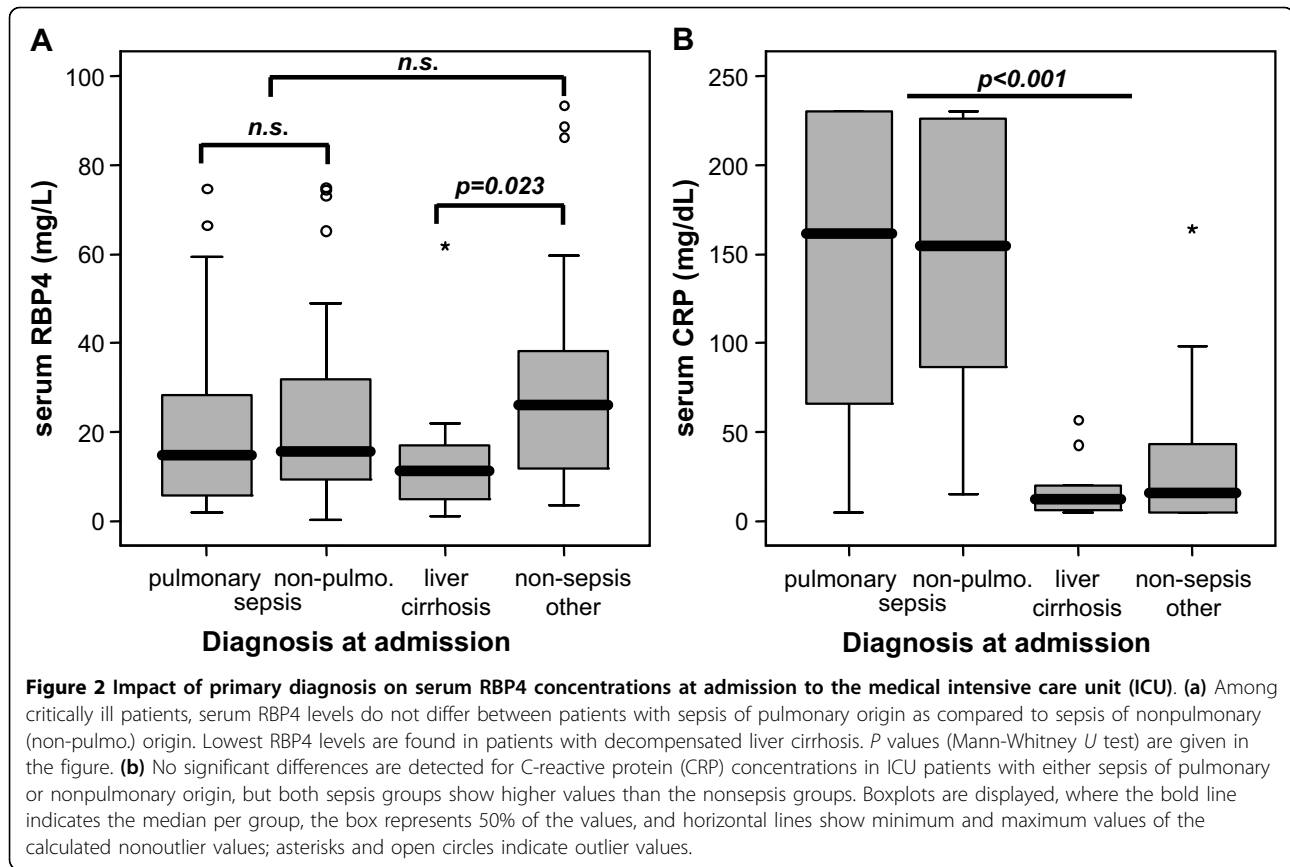 A
n.s.
n.s.
p=0.023
*
100
80
60
40
20
0
serum RBP4 (mg/L)
pulmonary non-pulmo. liver non-sepsis
sepsis cirrhosis other
Diagnosis at admission
B
p<0.001
*
250
200
150
100
50
0
serum CRP (mg/dL)
pulmonary non-pulmo. liver non-sepsis
sepsis cirrhosis other
Diagnosis at admission
Figure 2 Impact of primary diagnosis on serum RBP4 concentrations at admission to the medical intensive care unit (ICU). (a) Among
critically ill patients, serum RBP4 levels do not differ between patients with sepsis of pulmonary origin as compared to sepsis of nonpulmonary
(non-pulmo.) origin. Lowest RBP4 levels are found in patients with decompensated liver cirrhosis. P values (Mann-Whitney U test) are given in
the figure. (b) No significant differences are detected for C-reactive protein (CRP) concentrations in ICU patients with either sepsis of pulmonary
or nonpulmonary origin, but both sepsis groups show higher values than the nonsepsis groups. Boxplots are displayed, where the bold line
indicates the median per group, the box represents 50% of the values, and horizontal lines show minimum and maximum values of the
calculated nonoutlier values; asterisks and open circles indicate outlier values.